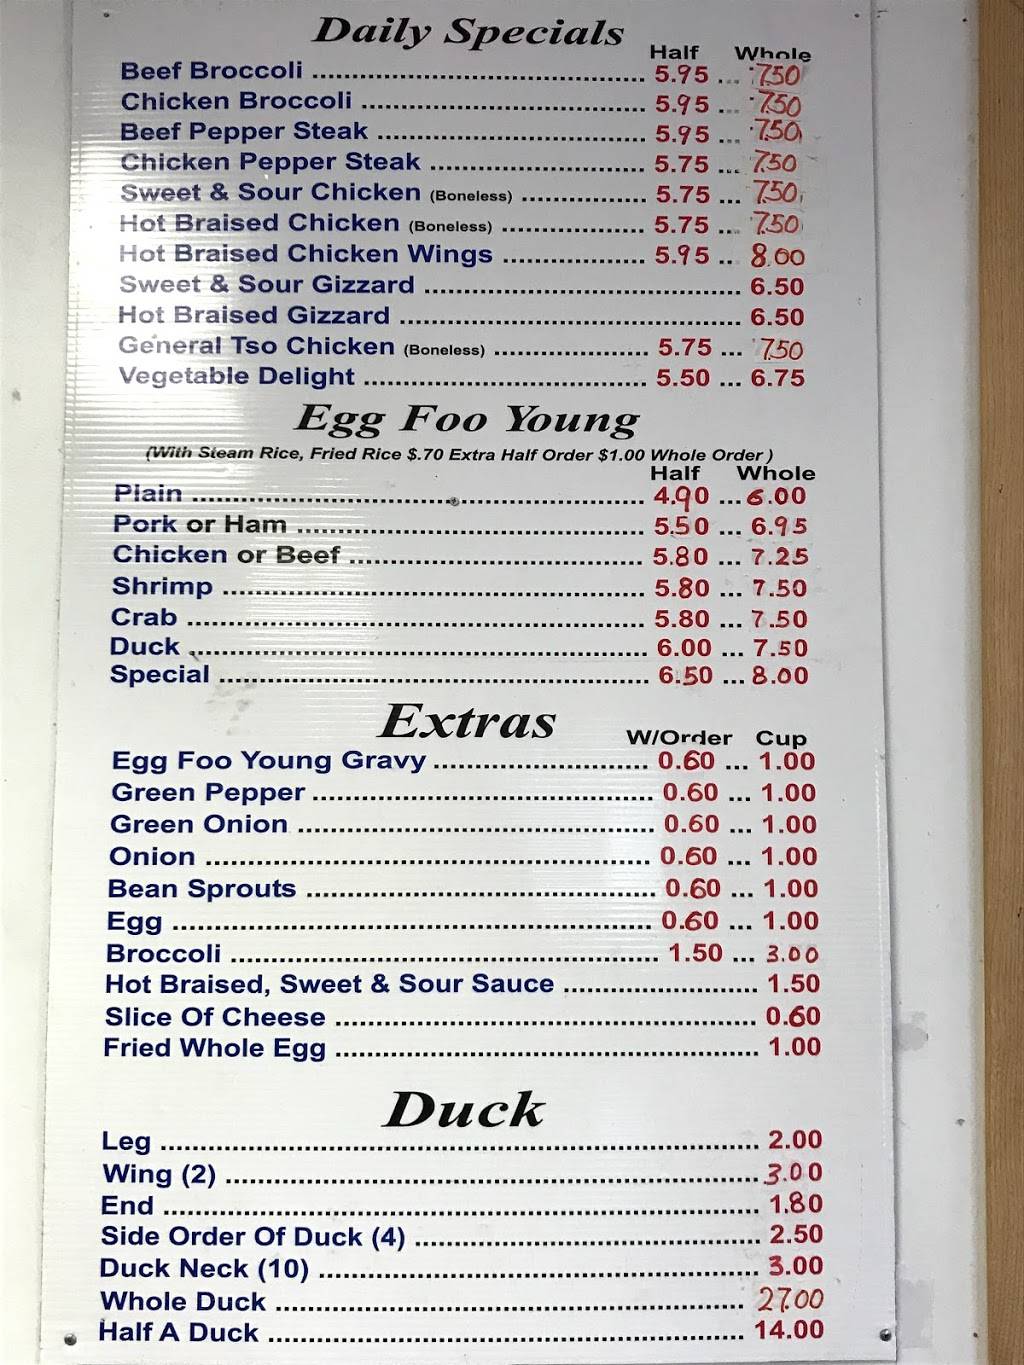 Daily Specials
Half Whole
Beef Broccoli ........ 5.95 ... 7.50
Chicken Broccoli ........ 5.95 ... 7.50
Beef Pepper Steak ........ 5.95 ... 7.50
Chicken Pepper Steak ........ 5.75 ... 7.50
Sweet & Sour Chicken (Boneless) ........ 5.75 ... 7.50
Hot Braised Chicken (Boneless) ........ 5.75 ... 7.50
Hot Braised Chicken Wings ........ 5.95 .. 8.00
Sweet & Sour Gizzard ........ 6.50
Hot Braised Gizzard ........ 6.50
General Tso Chicken (Boneless) ........ 5.75 ... 7.50
Vegetable Delight ........ 5.50 ... 6.75
Egg Foo Young
(With Steam Rice, Fried Rice $.70 Extra Half Order $1.00 Whole Order)
Half Whole
Plain ........ 4.90 ... 6.00
Pork or Ham ........ 5.50 ... 6.95
Chicken or Beef ........ 5.80 ... 7.25
Shrimp ........ 5.80 ... 7.50
Crab ........ 5.80 ... 7.50
Duck ........ 6.00 ... 7.50
Special ........ 6.50 ... 8.00
Extras
W/Order Cup
Egg Foo Young Gravy ........ 0.60 ... 1.00
Green Pepper ........ 0.60 ... 1.00
Green Onion ........ 0.60 ... 1.00
Onion ........ 0.60 ... 1.00
Bean Sprouts ........ 0.60 ... 1.00
Egg ........ 0.60 ... 1.00
Broccoli ........ 1.50 ... 3.00
Hot Braised, Sweet & Sour Sauce ........ 1.50
Slice Of Cheese ........ 0.60
Fried Whole Egg ........ 1.00
Duck
Leg ........ 2.00
Wing (2) ........ 3.00
End ........ 1.80
Side Order Of Duck (4) ........ 2.50
Duck Neck (10) ........ 3.00
Whole Duck ........ 27.00
Half A Duck ........ 14.00